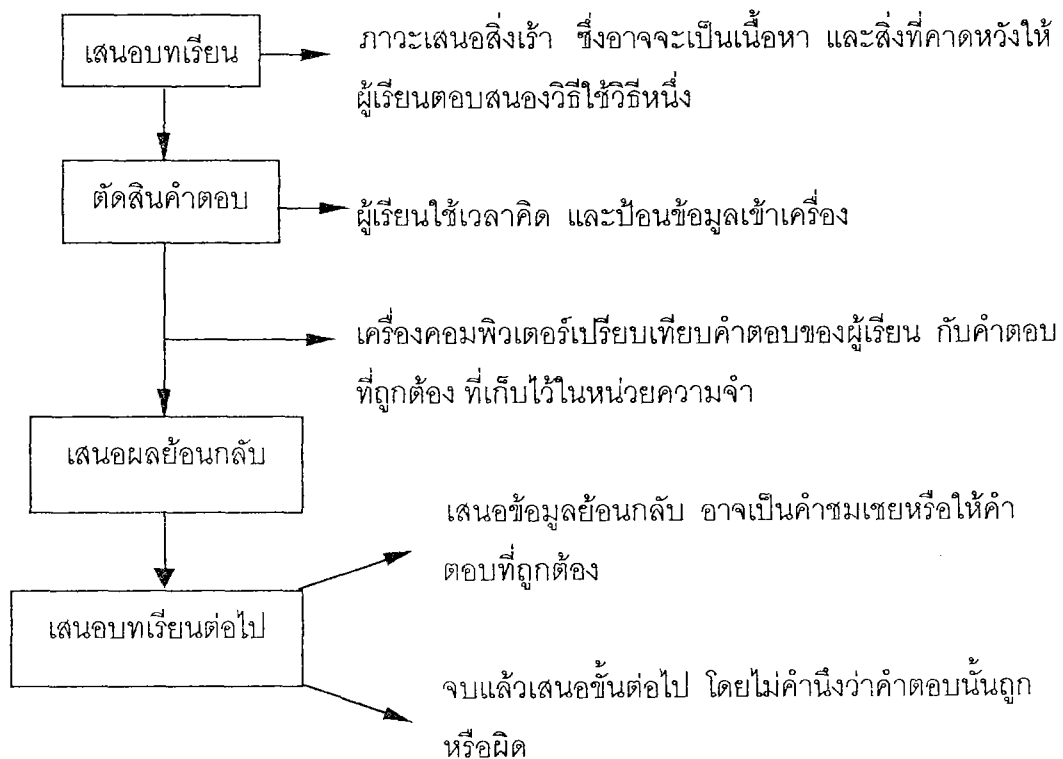 เสนอบทเรียน
ภาวะเสนอสิ่งเร้า ซึ่งอาจจะเป็นเนื้อหา และสิ่งที่คาดหวังให้
ผู้เรียนตอบสนองวิธีใช้วิธีหนึ่ง
ตัดสินคำตอบ
ผู้เรียนใช้เวลาคิด และป้อนข้อมูลเข้าเครื่อง
เครื่องคอมพิวเตอร์เปรียบเทียบคำตอบของผู้เรียน กับคำตอบ
ที่ถูกต้อง ที่เก็บไว้ในหน่วยความจำ
เสนอผลย้อนกลับ
เสนอข้อมูลย้อนกลับ อาจเป็นคำชมเชยหรือให้คำ
ตอบที่ถูกต้อง
เสนอบทเรียนต่อไป
จบแล้วเสนอขั้นต่อไป โดยไม่คำนึงว่าคำตอบนั้นถูก
หรือผิด